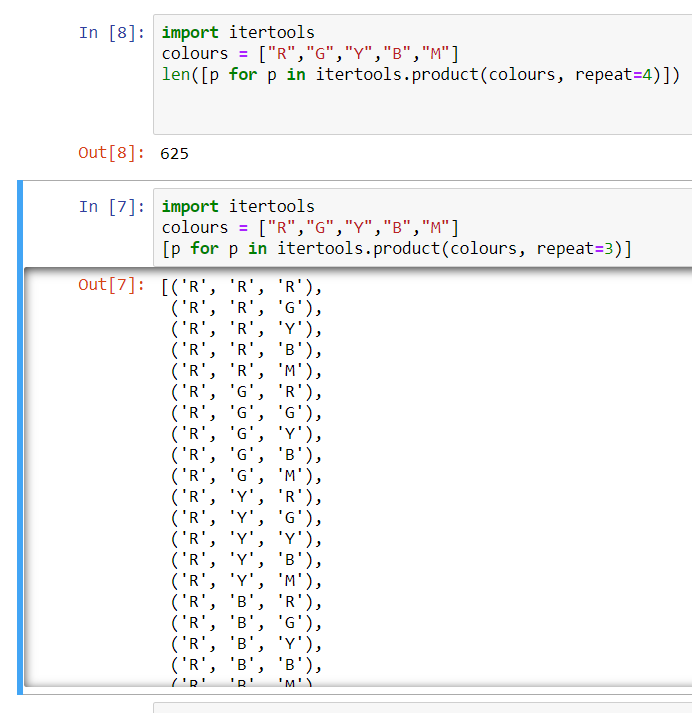 In [8]: import itertools
colours = ["R","G","Y","B","M"]
len([p for p in itertools.product(colours, repeat=4)])
Out[8]: 625
In [7]: import itertools
colours = ["R","G","Y","B","M"]
[p for p in itertools.product(colours, repeat=3)]
Out[7]: [('R', 'R', 'R'),
('R', 'R', 'G'),
('R', 'R', 'Y'),
('R', 'R', 'B'),
('R', 'R', 'M'),
('R', 'G', 'R'),
('R', 'G', 'G'),
('R', 'G', 'Y'),
('R', 'G', 'B'),
('R', 'G', 'M'),
('R', 'Y', 'R'),
('R', 'Y', 'G'),
('R', 'Y', 'Y'),
('R', 'Y', 'B'),
('R', 'Y', 'M'),
('R', 'B', 'R'),
('R', 'B', 'G'),
('R', 'B', 'Y'),
('R', 'B', 'B'),
('R', 'B', 'M')